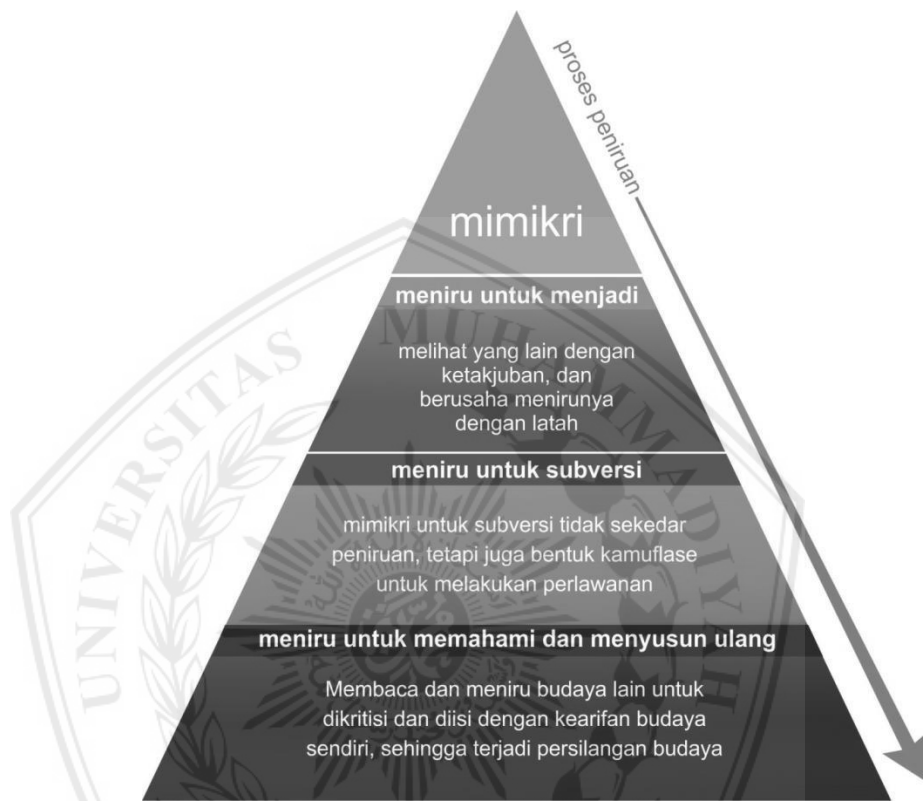 proses peniruan
mimikri
meniru untuk menjadi
melihat yang lain dengan
ketakjuban, dan
berusaha menirunya
dengan latah
meniru untuk subversi
mimikri untuk subversi tidak sekedar
peniruan, tetapi juga bentuk kamuflase
untuk melakukan perlawanan
meniru untuk memahami dan menyusun ulang
Membaca dan meniru budaya lain untuk
dikritisi dan diisi dengan kearifan budaya
sendiri, sehingga terjadi persilangan budaya
UNIVERSITAS MUHAMMADIYAH